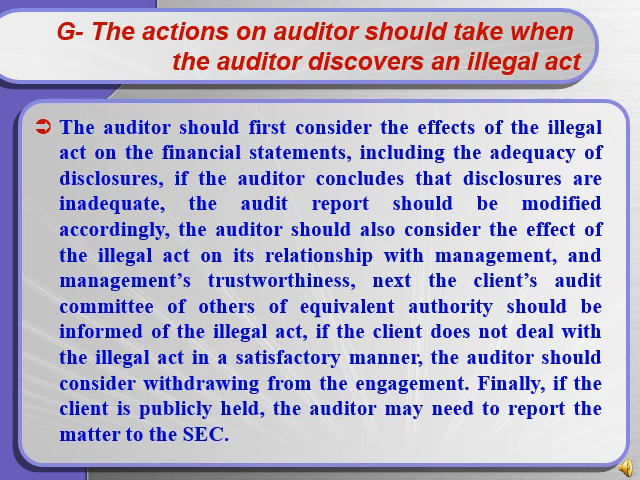 G- The actions on auditor should take when
the auditor discovers an illegal act
The auditor should first consider the effects of the illegal
act on the financial statements, including the adequacy of
disclosures, if the auditor concludes that disclosures are
inadequate, the audit report should be modified
accordingly, the auditor should also consider the effect of
the illegal act on its relationship with management, and
management’s trustworthiness, next the client’s audit
committee of others of equivalent authority should be
informed of the illegal act, if the client does not deal with
the illegal act in a satisfactory manner, the auditor should
consider withdrawing from the engagement. Finally, if the
client is publicly held, the auditor may need to report the
matter to the SEC.